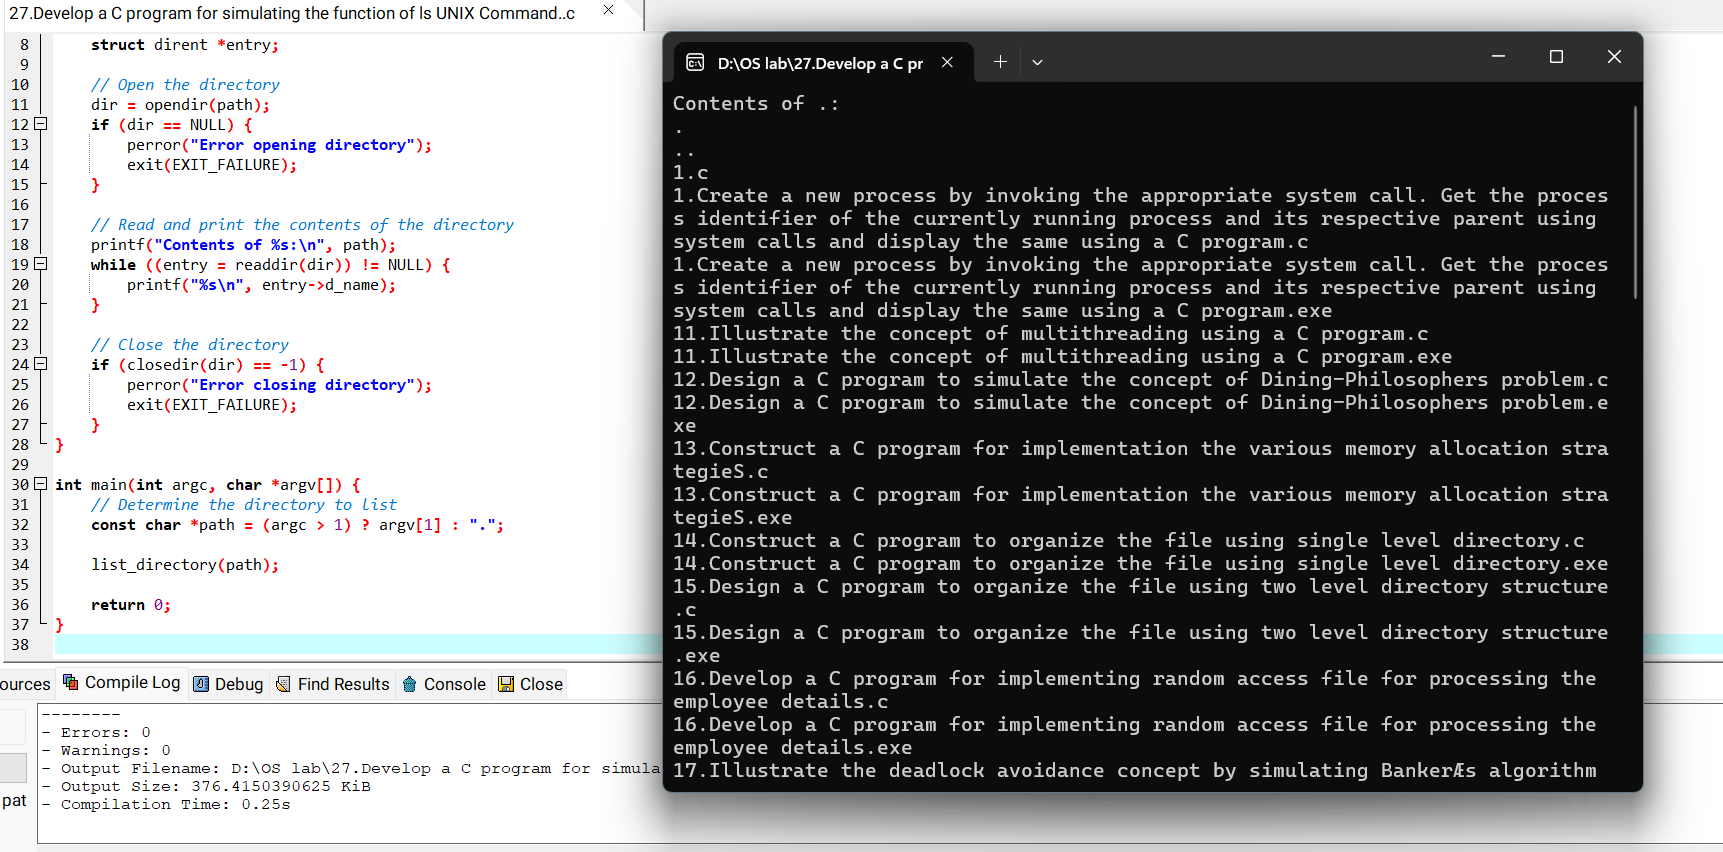 27.Develop a C program for simulating the function of ls UNIX Command..c
8 struct dirent *entry;
9
10 // Open the directory
11 dir = opendir(path);
12 if (dir == NULL) {
13 perror("Error opening directory");
14 exit(EXIT_FAILURE);
15 }
16
17 // Read and print the contents of the directory
18 printf("Contents of %s:\n", path);
19 while ((entry = readdir(dir)) != NULL) {
20 printf("%s\n", entry->d_name);
21 }
22
23 // Close the directory
24 if (closedir(dir) == -1) {
25 perror("Error closing directory");
26 exit(EXIT_FAILURE);
27 }
28 }
29
30 int main(int argc, char *argv[]) {
31 // Determine the directory to list
32 const char *path = (argc > 1) ? argv[1] : ".";
33
34 list_directory(path);
35
36 return 0;
37 }
38
ources Compile Log Debug Find Results Console Close
--------
- Errors: 0
- Warnings: 0
- Output Filename: D:\OS lab\27.Develop a C program for simula
- Output Size: 376.4150390625 KiB
- Compilation Time: 0.25s
pat
D:\OS lab\27.Develop a C pr
Contents of .:
.
..
1.c
1.Create a new process by invoking the appropriate system call. Get the proces
s identifier of the currently running process and its respective parent using
system calls and display the same using a C program.c
1.Create a new process by invoking the appropriate system call. Get the proces
s identifier of the currently running process and its respective parent using
system calls and display the same using a C program.exe
11.Illustrate the concept of multithreading using a C program.c
11.Illustrate the concept of multithreading using a C program.exe
12.Design a C program to simulate the concept of Dining-Philosophers problem.c
12.Design a C program to simulate the concept of Dining-Philosophers problem.e
xe
13.Construct a C program for implementation the various memory allocation stra
tegieS.c
13.Construct a C program for implementation the various memory allocation stra
tegieS.exe
14.Construct a C program to organize the file using single level directory.c
14.Construct a C program to organize the file using single level directory.exe
15.Design a C program to organize the file using two level directory structure
.c
15.Design a C program to organize the file using two level directory structure
.exe
16.Develop a C program for implementing random access file for processing the
employee details.c
16.Develop a C program for implementing random access file for processing the
employee details.exe
17.Illustrate the deadlock avoidance concept by simulating BankerÆs algorithm